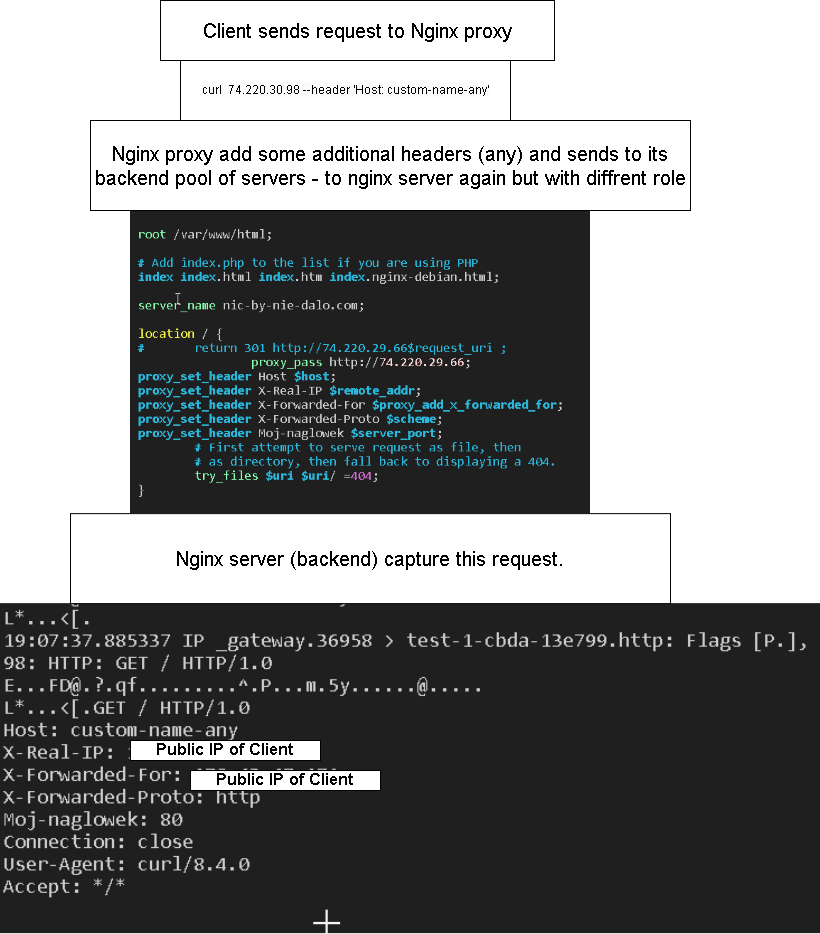 Client sends request to Nginx proxy
curl 74.220.30.98 --header 'Host: custom-name-any'
Nginx proxy add some additional headers (any) and sends to its
backend pool of servers - to nginx server again but with diffrent role
root /var/www/html;
# Add index.php to the list if you are using PHP
index index.html index.htm index.nginx-debian.html;
server_name nic-by-nie-dalo.com;
location / {
# return 301 http://74.220.29.66$request_uri ;
proxy_pass http://74.220.29.66;
proxy_set_header Host $host;
proxy_set_header X-Real-IP $remote_addr;
proxy_set_header X-Forwarded-For $proxy_add_x_forwarded_for;
proxy_set_header X-Forwarded-Proto $scheme;
proxy_set_header Moj-naglowek $server_port;
# First attempt to serve request as file, then
# as directory, then fall back to displaying a 404.
try_files $uri $uri/ =404;
}
Nginx server (backend) capture this request.
L*...<[.
19:07:37.885337 IP _gateway.36958 > test-1-cbda-13e799.http: Flags [P.],
98: HTTP: GET / HTTP/1.0
E...FD@.?.qf.........^.P...m.5y......@.....
L*...<[.GET / HTTP/1.0
Host: custom-name-any
X-Real-IP: Public IP of Client
X-Forwarded-For: Public IP of Client
X-Forwarded-Proto: http
Moj-naglowek: 80
Connection: close
User-Agent: curl/8.4.0
Accept: */*